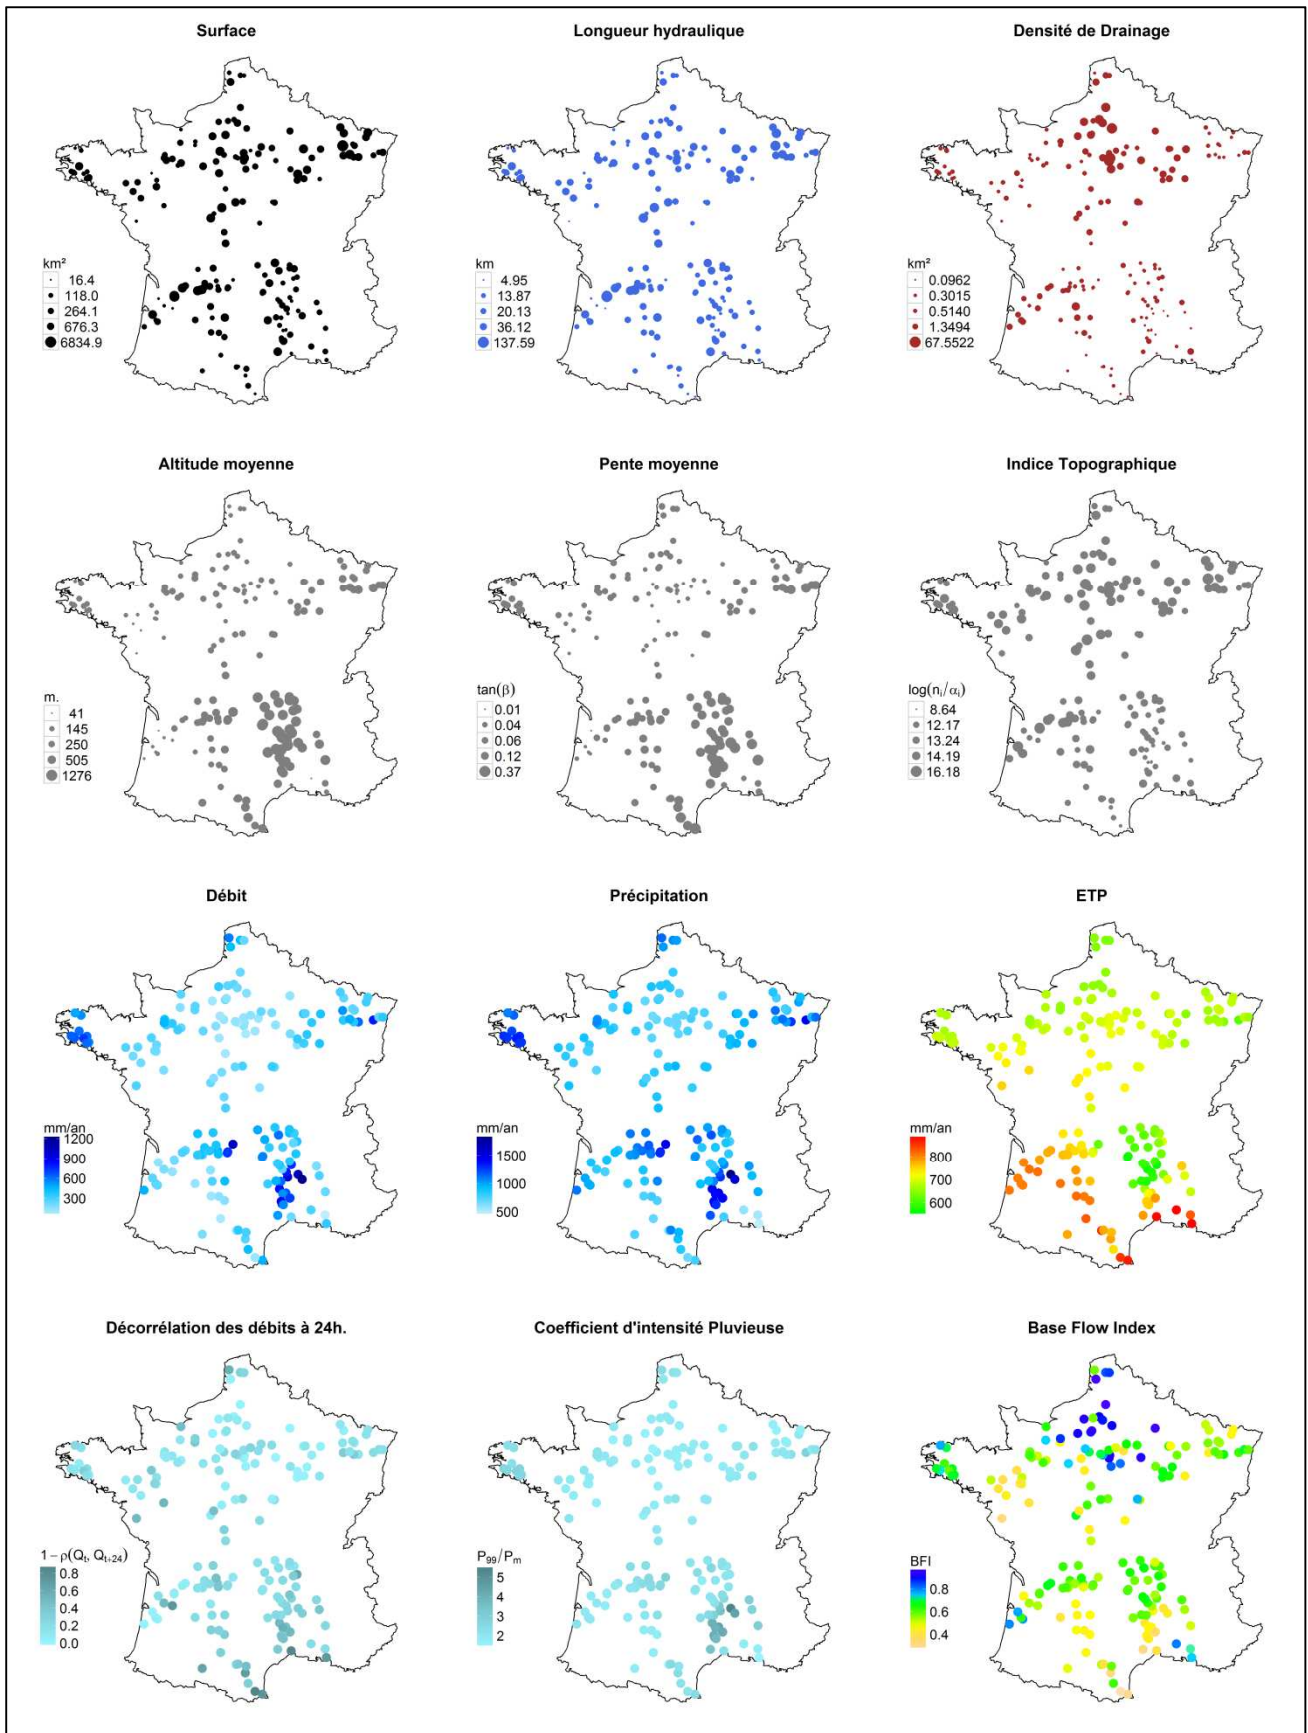 Surface
Longueur hydraulique
Densité de Drainage
km²
16.4
118.0
264.1
676.3
6834.9
km
4.95
13.87
20.13
36.12
137.59
km²
0.0962
0.3015
0.5140
1.3494
67.5522
Altitude moyenne
Pente moyenne
Indice Topographique
m.
41
145
250
505
1276
tan(β)
0.01
0.04
0.06
0.12
0.37
log(nᵢ/αᵢ)
8.64
12.17
13.24
14.19
16.18
Débit
Précipitation
ETP
mm/an
1200
900
600
300
mm/an
1500
1000
500
mm/an
800
700
600
Décorrélation des débits à 24h.
Coefficient d'intensité Pluvieuse
Base Flow Index
1−ρ(Qₜ, Qₜ₊₂₄)
0.8
0.6
0.4
0.2
0.0
P₉₉/Pₘ
5
4
3
2
BFI
0.8
0.6
0.4